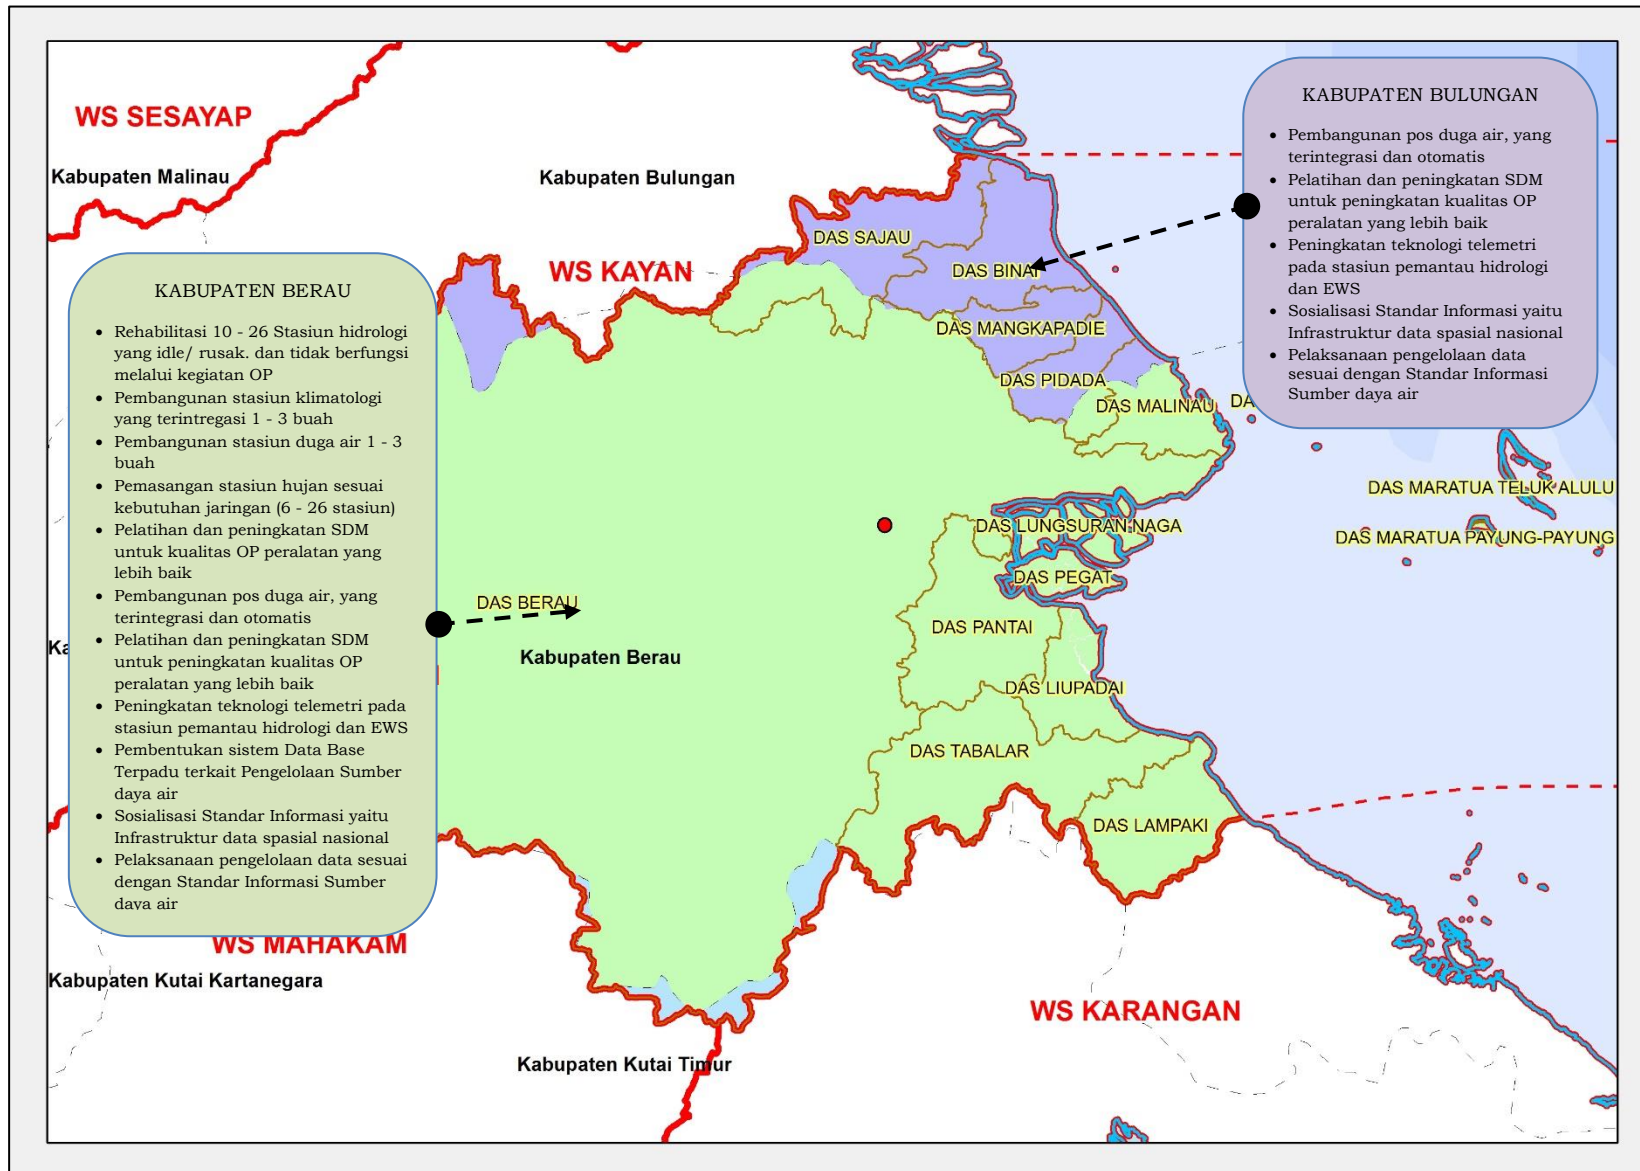 WS SESAYAP
Kabupaten Malinau
Kabupaten Bulungan
WS KAYAN
KABUPATEN BULUNGAN
• Pembangunan pos duga air, yang
terintegrasi dan otomatis
• Pelatihan dan peningkatan SDM
untuk peningkatan kualitas OP
peralatan yang lebih baik
• Peningkatan teknologi telemetri
pada stasiun pemantau hidrologi
dan EWS
• Sosialisasi Standar Informasi yaitu
Infrastruktur data spasial nasional
• Pelaksanaan pengelolaan data
sesuai dengan Standar Informasi
Sumber daya air
KABUPATEN BERAU
• Rehabilitasi 10 - 26 Stasiun hidrologi
yang idle/ rusak. dan tidak berfungsi
melalui kegiatan OP
• Pembangunan stasiun klimatologi
yang terintregasi 1 - 3 buah
• Pembangunan stasiun duga air 1 - 3
buah
• Pemasangan stasiun hujan sesuai
kebutuhan jaringan (6 - 26 stasiun)
• Pelatihan dan peningkatan SDM
untuk kualitas OP peralatan yang
lebih baik
• Pembangunan pos duga air, yang
terintegrasi dan otomatis
• Pelatihan dan peningkatan SDM
untuk peningkatan kualitas OP
peralatan yang lebih baik
• Peningkatan teknologi telemetri pada
stasiun pemantau hidrologi dan EWS
• Pembentukan sistem Data Base
Terpadu terkait Pengelolaan Sumber
daya air
• Sosialisasi Standar Informasi yaitu
Infrastruktur data spasial nasional
• Pelaksanaan pengelolaan data sesuai
dengan Standar Informasi Sumber
daya air
DAS SAJAU
DAS BINAI
DAS MANGKAPADIE
DAS PIDADA
DAS MALINAU
DAS MARATUA TELUK ALULU
DAS MARATUA PAYUNG-PAYUNG
DAS LUNGSURAN NAGA
DAS PEGAT
DAS BERAU
DAS PANTAI
Kabupaten Berau
DAS LIUPADAI
DAS TABALAR
DAS LAMPAKI
WS MAHAKAM
Kabupaten Kutai Kartanegara
WS KARANGAN
Kabupaten Kutai Timur